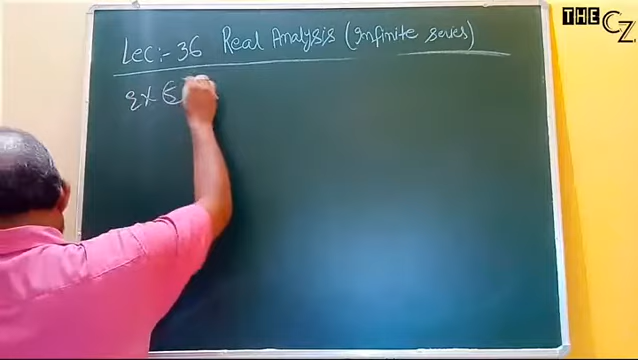 THE CZ
Lec:- 36 Real Analysis (Infinite series)
Ex